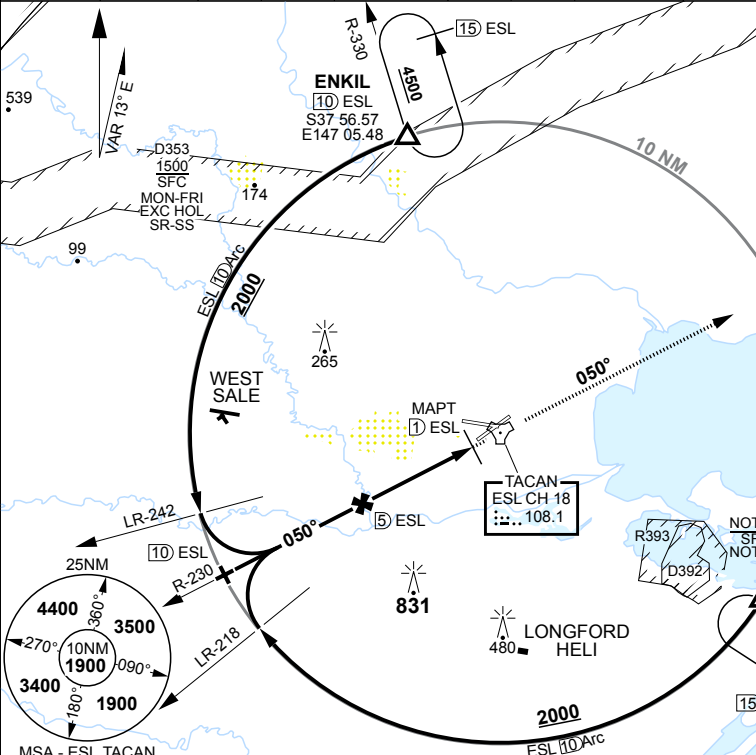 R-330
15 ESL
ENKIL
10 ESL
S37 56.57
E147 05.48
4500
539
VAR 13° E
10 NM
D353
1500
SFC
MON-FRI
EXC HOL
SR-SS
174
99
ESL 10 Arc
2000
265
WEST
SALE
050°
MAPT
1 ESL
TACAN
ESL CH 18
108.1
LR-242
050°
5 ESL
10 ESL
R-230
LR-218
R393
D392
NOT
NOT
831
480
LONGFORD
HELI
25NM
4400
360°
3500
270°
10NM
1900
090°
3400
180°
1900
MSA - ESL TACAN
2000
ESL 10 Arc
15